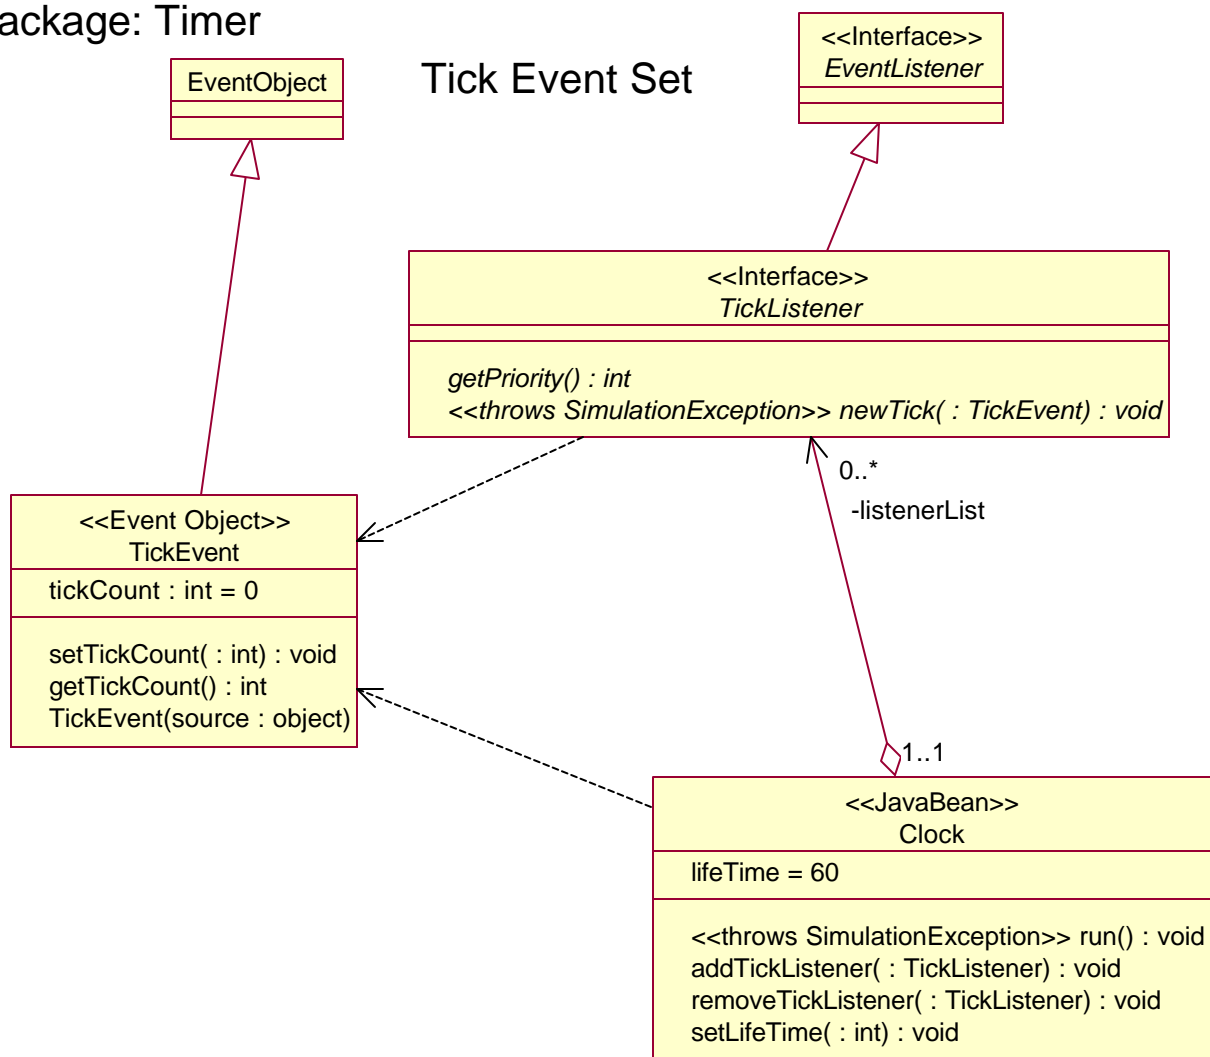 ackage: Timer
EventObject
Tick Event Set
<<Interface>>
EventListener
<<Interface>>
TickListener
getPriority() : int
<<throws SimulationException>> newTick( : TickEvent) : void
0..*
-listenerList
<<Event Object>>
TickEvent
tickCount : int = 0
setTickCount( : int) : void
getTickCount() : int
TickEvent(source : object)
1..1
<<JavaBean>>
Clock
lifeTime = 60
<<throws SimulationException>> run() : void
addTickListener( : TickListener) : void
removeTickListener( : TickListener) : void
setLifeTime( : int) : void